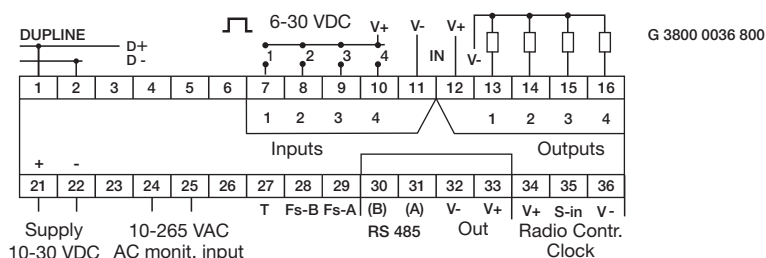 6-30 VDC
V+ V- V+
G 3800 0036 800
DUPLINE
D+
D -
1 2 3 4
IN
V-
1 2 3 4 5 6 7 8 9 10 11 12 13 14 15 16
1 2 3 4 1 2 3 4
Inputs Outputs
+ -
21 22 23 24 25 26 27 28 29 30 31 32 33 34 35 36
T Fs-B Fs-A (B) (A) V- V+ V+ S-in V -
Supply 10-265 VAC RS 485 Out Radio Contr.
10-30 VDC AC monit. input Clock